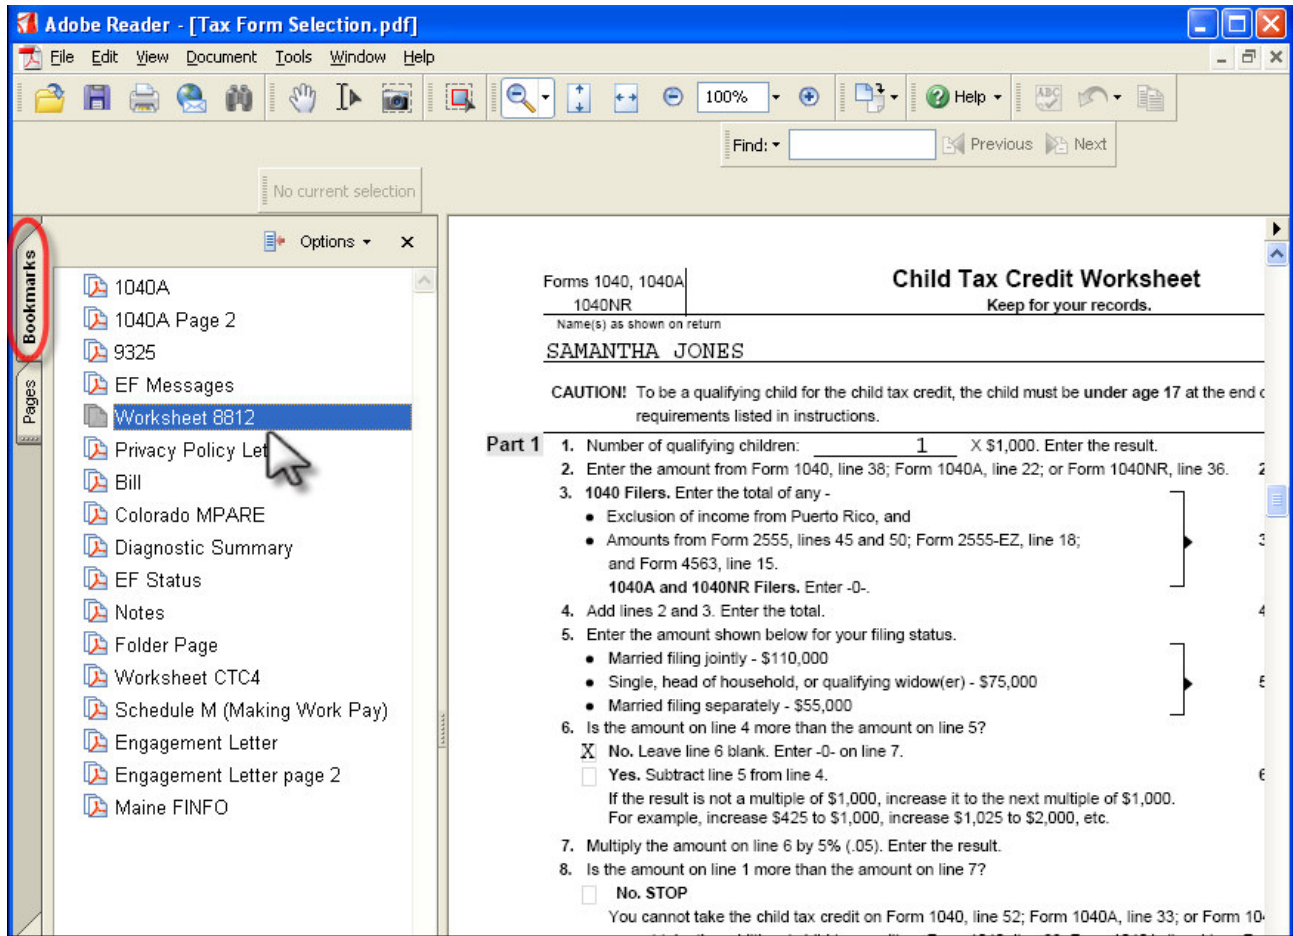 Adobe Reader - [Tax Form Selection.pdf]
File Edit View Document Tools Window Help
100% Help ABC
Find: Previous Next
No current selection
Bookmarks
Pages
Options x
1040A
1040A Page 2
9325
EF Messages
Worksheet 8812
Privacy Policy Let
Bill
Colorado MPARE
Diagnostic Summary
EF Status
Notes
Folder Page
Worksheet CTC4
Schedule M (Making Work Pay)
Engagement Letter
Engagement Letter page 2
Maine FINFO
Forms 1040, 1040A
1040NR
Child Tax Credit Worksheet
Keep for your records.
Name(s) as shown on return
SAMANTHA JONES
CAUTION! To be a qualifying child for the child tax credit, the child must be under age 17 at the end
requirements listed in instructions.
Part 1 1. Number of qualifying children: 1 X $1,000. Enter the result.
2. Enter the amount from Form 1040, line 38; Form 1040A, line 22; or Form 1040NR, line 36. 2
3. 1040 Filers. Enter the total of any -
• Exclusion of income from Puerto Rico, and
• Amounts from Form 2555, lines 45 and 50; Form 2555-EZ, line 18; 3
and Form 4563, line 15.
1040A and 1040NR Filers. Enter -0-.
4. Add lines 2 and 3. Enter the total. 4
5. Enter the amount shown below for your filing status.
• Married filing jointly - $110,000
• Single, head of household, or qualifying widow(er) - $75,000
• Married filing separately - $55,000
6. Is the amount on line 4 more than the amount on line 5?
X No. Leave line 6 blank. Enter -0- on line 7.
Yes. Subtract line 5 from line 4.
If the result is not a multiple of $1,000, increase it to the next multiple of $1,000.
For example, increase $425 to $1,000, increase $1,025 to $2,000, etc.
7. Multiply the amount on line 6 by 5% (.05). Enter the result.
8. Is the amount on line 1 more than the amount on line 7?
No. STOP
You cannot take the child tax credit on Form 1040, line 52; Form 1040A, line 33; or Form 10